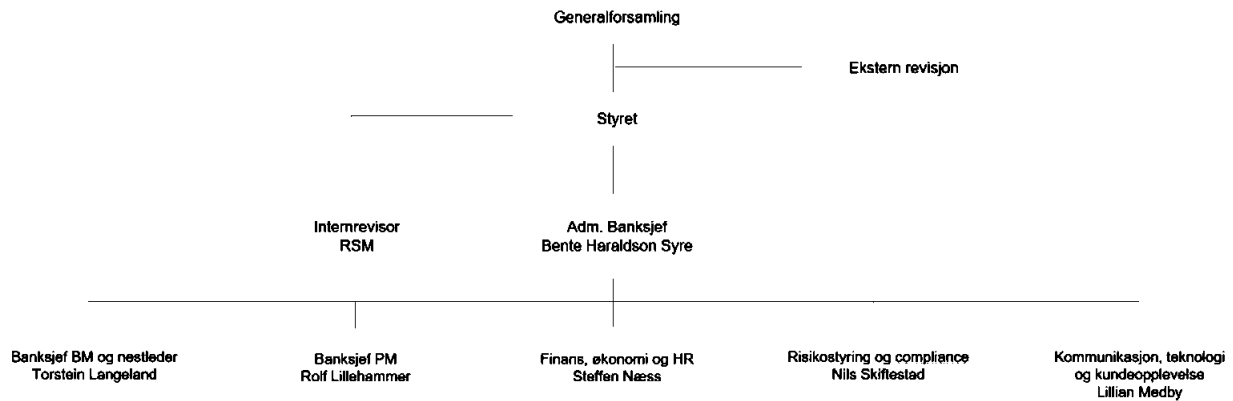 Generalforsamling
Ekstern revisjon
Styret
Internrevisor
RSM
Adm. Banksjef
Bente Haraldson Syre
Banksjef BM og nestleder
Torstein Langeland
Banksjef PM
Rolf Lillehammer
Finans, økonomi og HR
Steffen Næss
Risikostyring og compliance
Nils Skiftestad
Kommunikasjon, teknologi
og kundeopplevelse
Lillian Medby